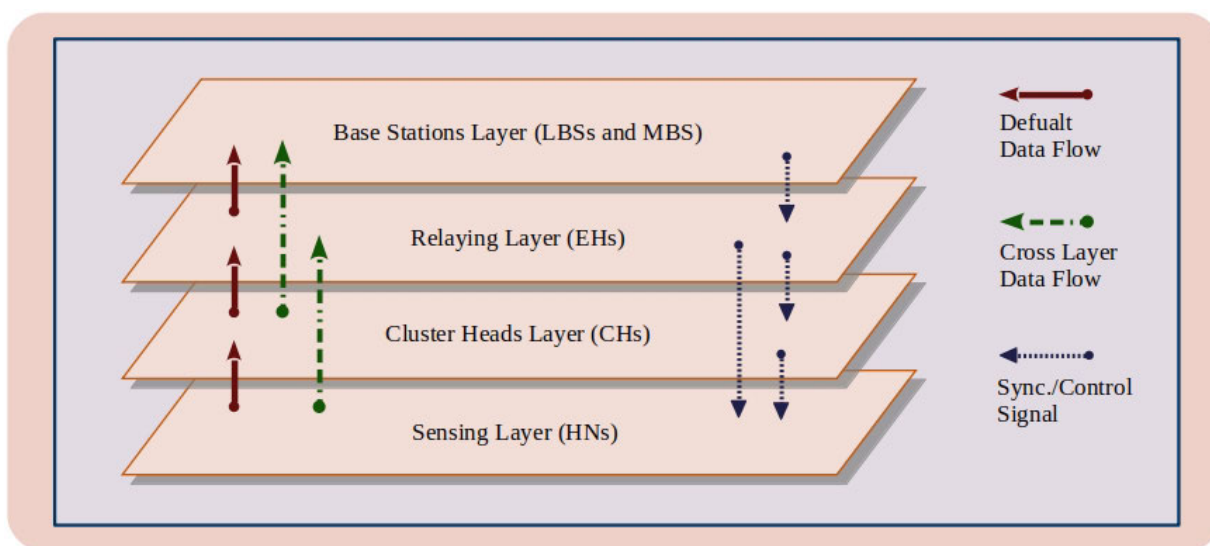 Base Stations Layer (LBSs and MBS)
Relaying Layer (EHs)
Cluster Heads Layer (CHs)
Sensing Layer (HNs)
Defualt
Data Flow
Cross Layer
Data Flow
Sync./Control
Signal